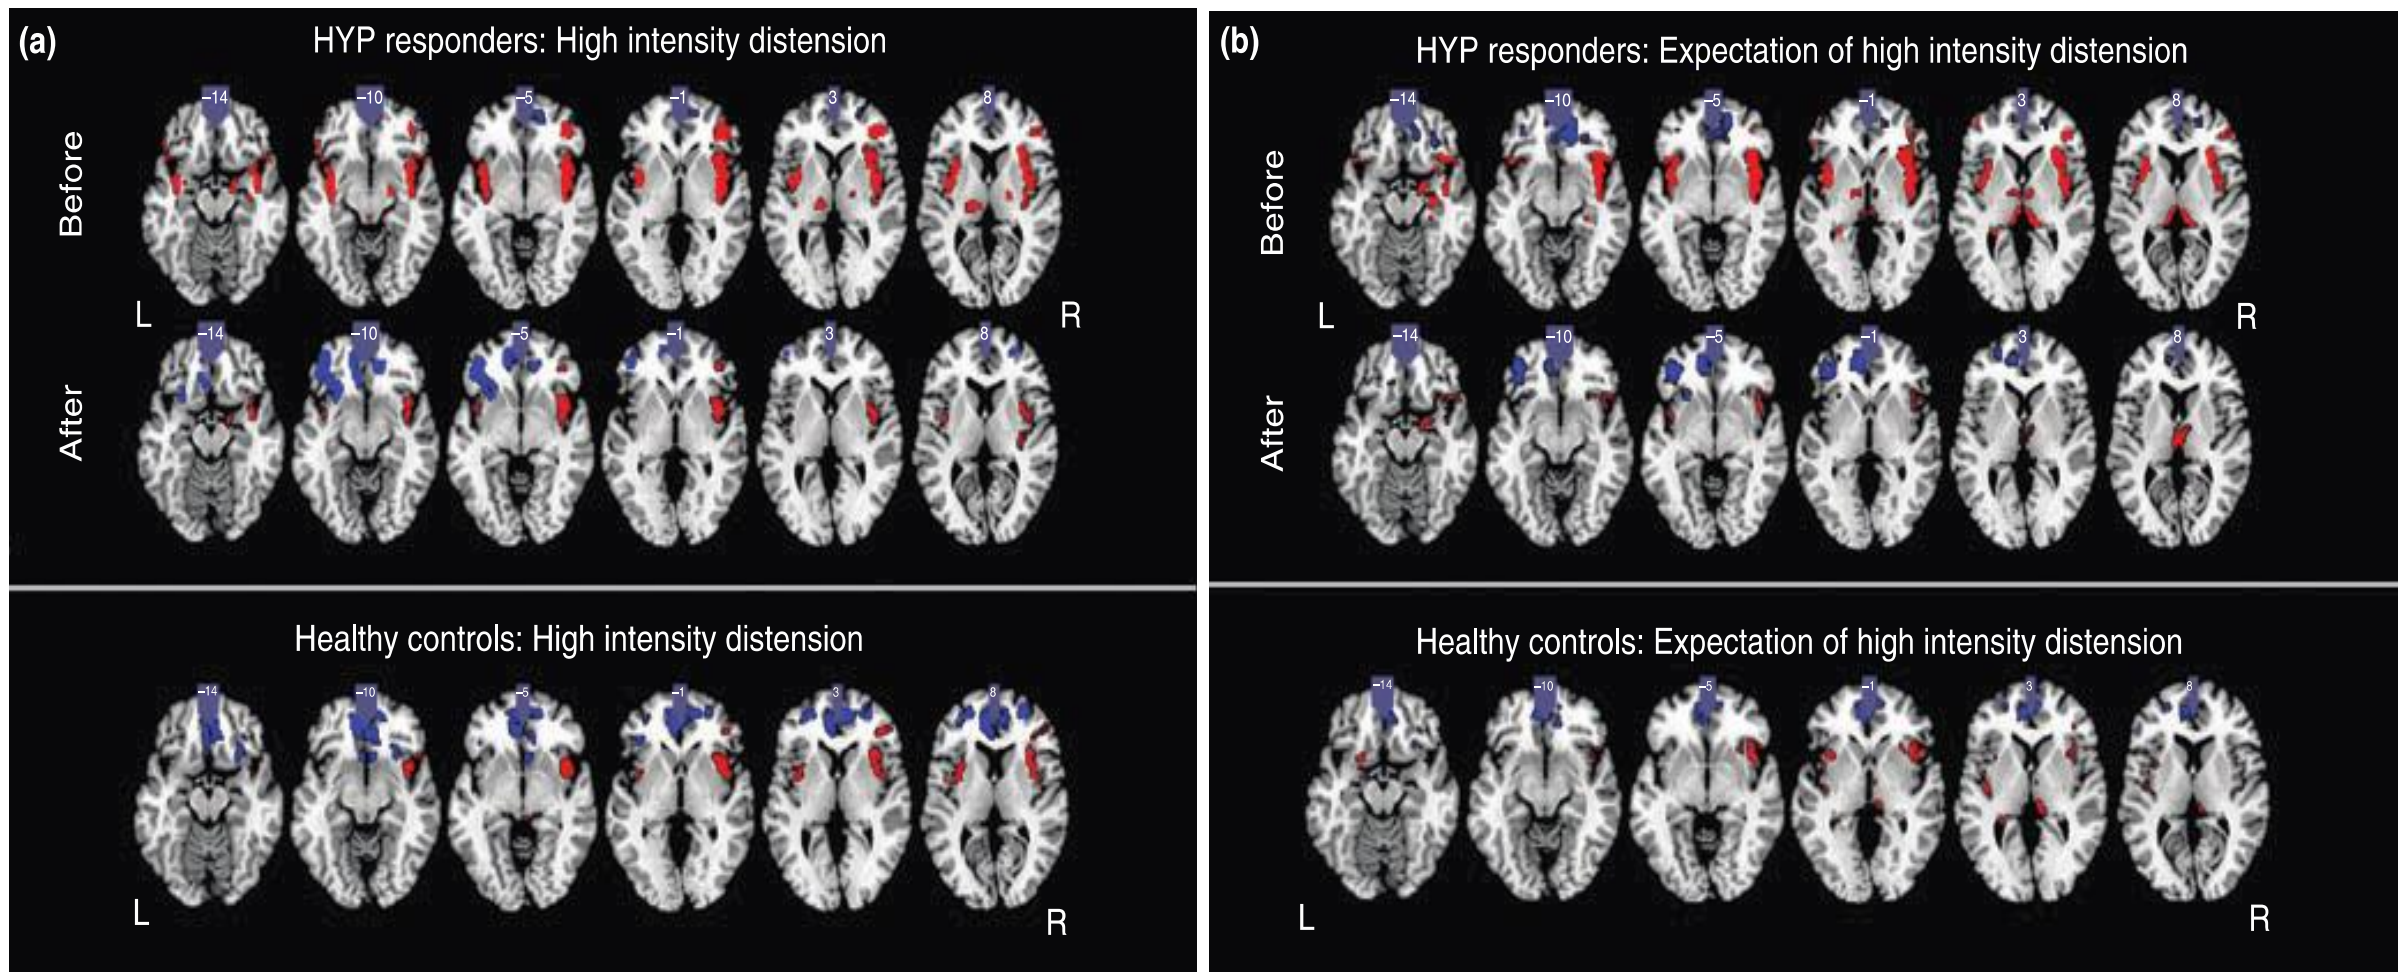 (a)
HYP responders: High intensity distension
Before
–14 –10 –5 –1 3 8
L R
After
–14 –10 –5 –1 3 8
Healthy controls: High intensity distension
–14 –10 –5 –1 3 8
L R
(b)
HYP responders: Expectation of high intensity distension
Before
–14 –10 –5 –1 3 8
L R
After
–14 –10 –5 –1 3 8
Healthy controls: Expectation of high intensity distension
–14 –10 –5 –1 3 8
L R